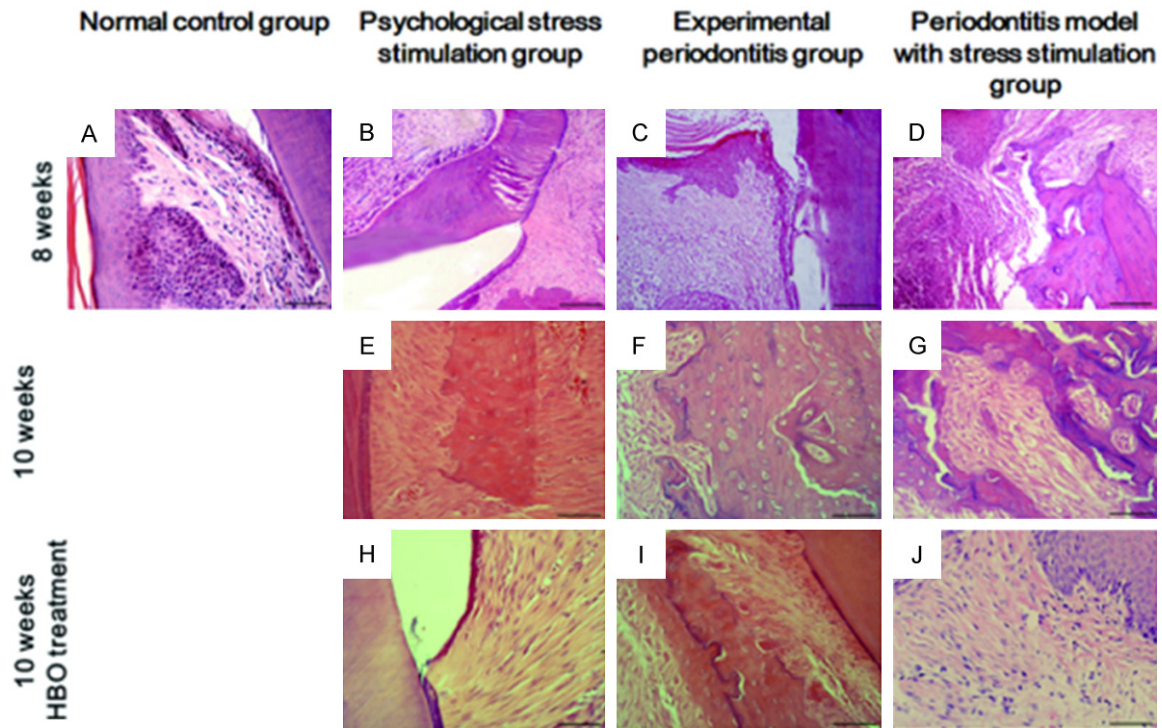 Normal control group
Psychological stress
stimulation group
Experimental
periodontitis group
Periodontitis model
with stress stimulation
group
8 weeks
A
B
C
D
10 weeks
E
F
G
10 weeks
HBO treatment
H
I
J